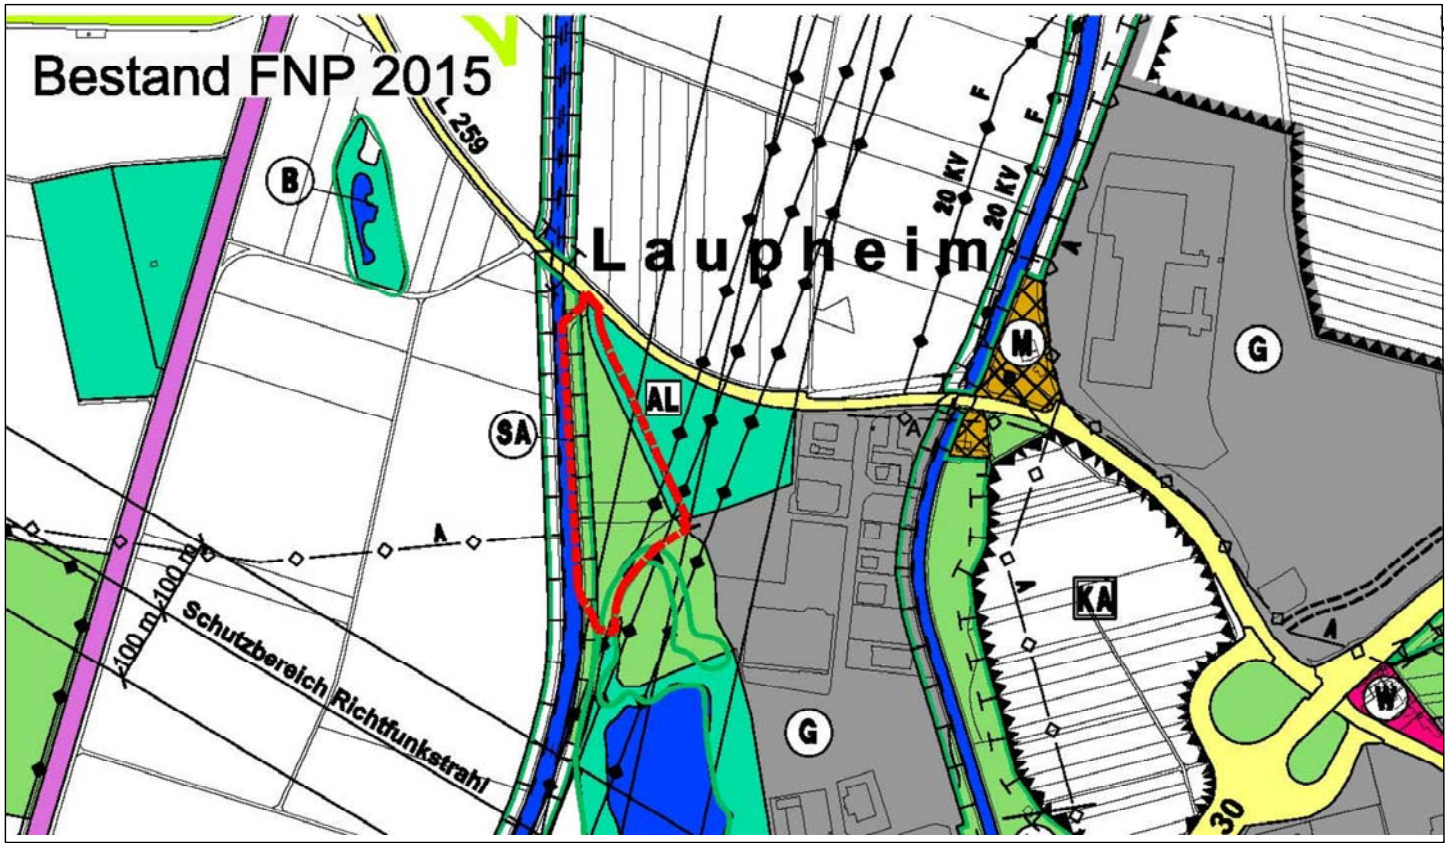 Bestand FNP 2015
L 259
B
F
F
20 KV
20 KV
Laupheim
A
M
G
AL
SA
A
A
KA
A
A
100 m
100 m
Schutzbereich Richtfunkstrahl
W
G
30